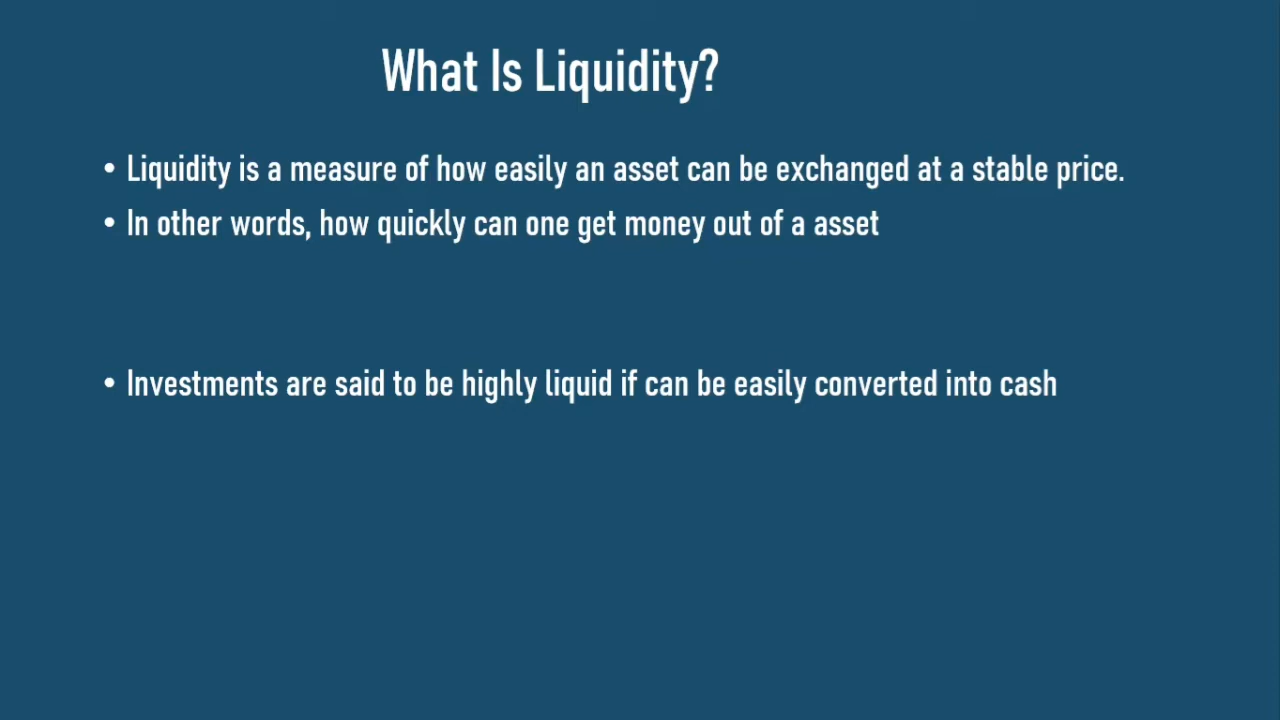 What Is Liquidity?
• Liquidity is a measure of how easily an asset can be exchanged at a stable price.
• In other words, how quickly can one get money out of a asset
• Investments are said to be highly liquid if can be easily converted into cash